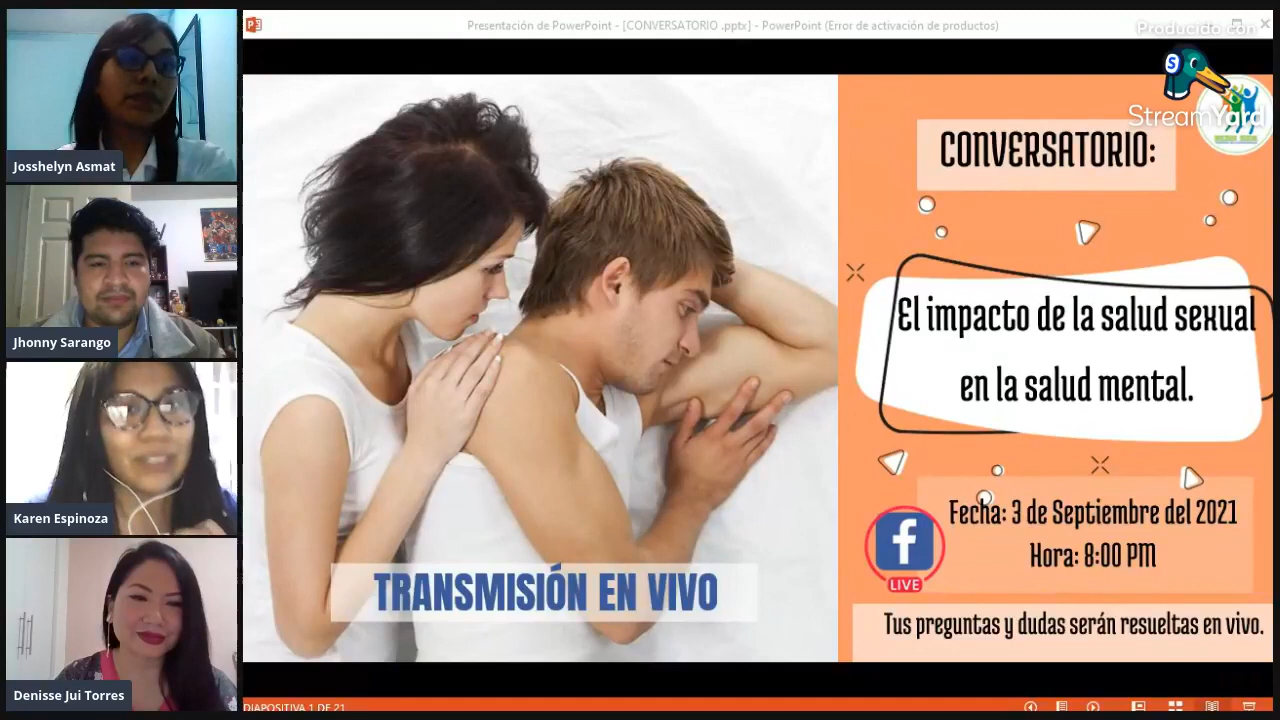 Presentación de PowerPoint - [CONVERSATORIO .pptx] - PowerPoint (Error de activación de productos)
Producido con
StreamYard
Josshelyn Asmat
Jhonny Sarango
Karen Espinoza
Denisse Jui Torres
CONVERSATORIO:
El impacto de la salud sexual
en la salud mental.
Fecha: 3 de Septiembre del 2021
Hora: 8:00 PM
f
LIVE
TRANSMISIÓN EN VIVO
Tus preguntas y dudas serán resueltas en vivo.
DIAPOSITIVA 1 DE 21